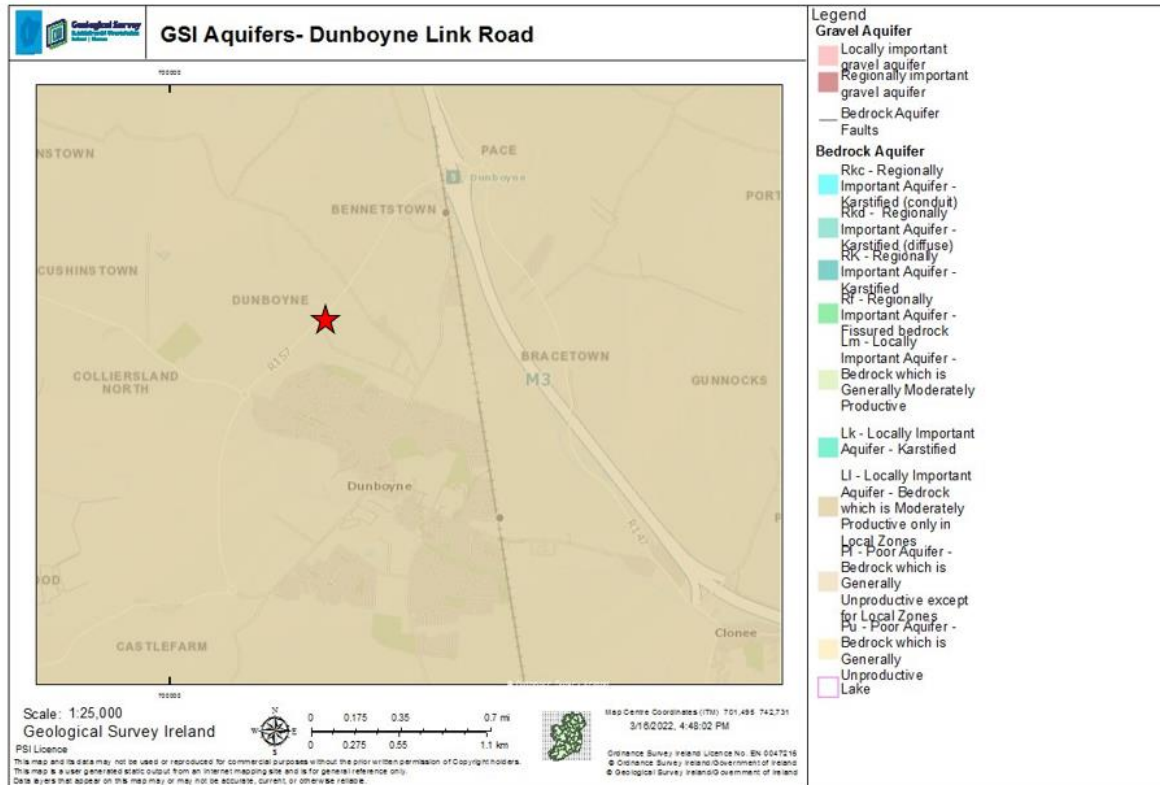 Geological Survey
GSI Aquifers- Dunboyne Link Road
700000
NSTOWN
PACE
Dunboyne
BENNETSTOWN
PORT
CUSHINSTOWN
DUNBOYNE
R157
BRACETOWN
M3
COLLIERSLAND
NORTH
GUNNOCKS
Dunboyne
R147
P
OOD
Clonee
CASTLEFARM
700000
Legend
Gravel Aquifer
Locally important
gravel aquifer
Regionally important
gravel aquifer
Bedrock Aquifer
Faults
Bedrock Aquifer
Rkc - Regionally
Important Aquifer -
Karstified (conduit)
Rkd - Regionally
Important Aquifer -
Karstified (diffuse)
RK - Regionally
Important Aquifer -
Karstified
Rf - Regionally
Important Aquifer -
Fissured bedrock
Lm - Locally
Important Aquifer -
Bedrock which is
Generally Moderately
Productive
Lk - Locally Important
Aquifer - Karstified
Ll - Locally Important
Aquifer - Bedrock
which is Moderately
Productive only in
Local Zones
Pl - Poor Aquifer -
Bedrock which is
Generally
Unproductive except
for Local Zones
Pu - Poor Aquifer -
Bedrock which is
Generally
Unproductive
Lake
Scale: 1:25,000
Geological Survey Ireland
PSI Licence
N
W E
S
0 0.175 0.35 0.7 mi
0 0.275 0.55 1.1 km
Map Centre Coordinates (ITM) 701,495 742,731
3/16/2022, 4:48:02 PM
Ordnance Survey Ireland Licence No. EN 0047216
© Ordnance Survey Ireland/Government of Ireland
© Geological Survey Ireland/Government of Ireland
This map and its data may not be used or reproduced for commercial purposes without the prior written permission of Copyright holders.
This map is a user generated static output from an internet mapping site and is for general reference only.
Data layers that appear on this map may or may not be accurate, current, or otherwise reliable.